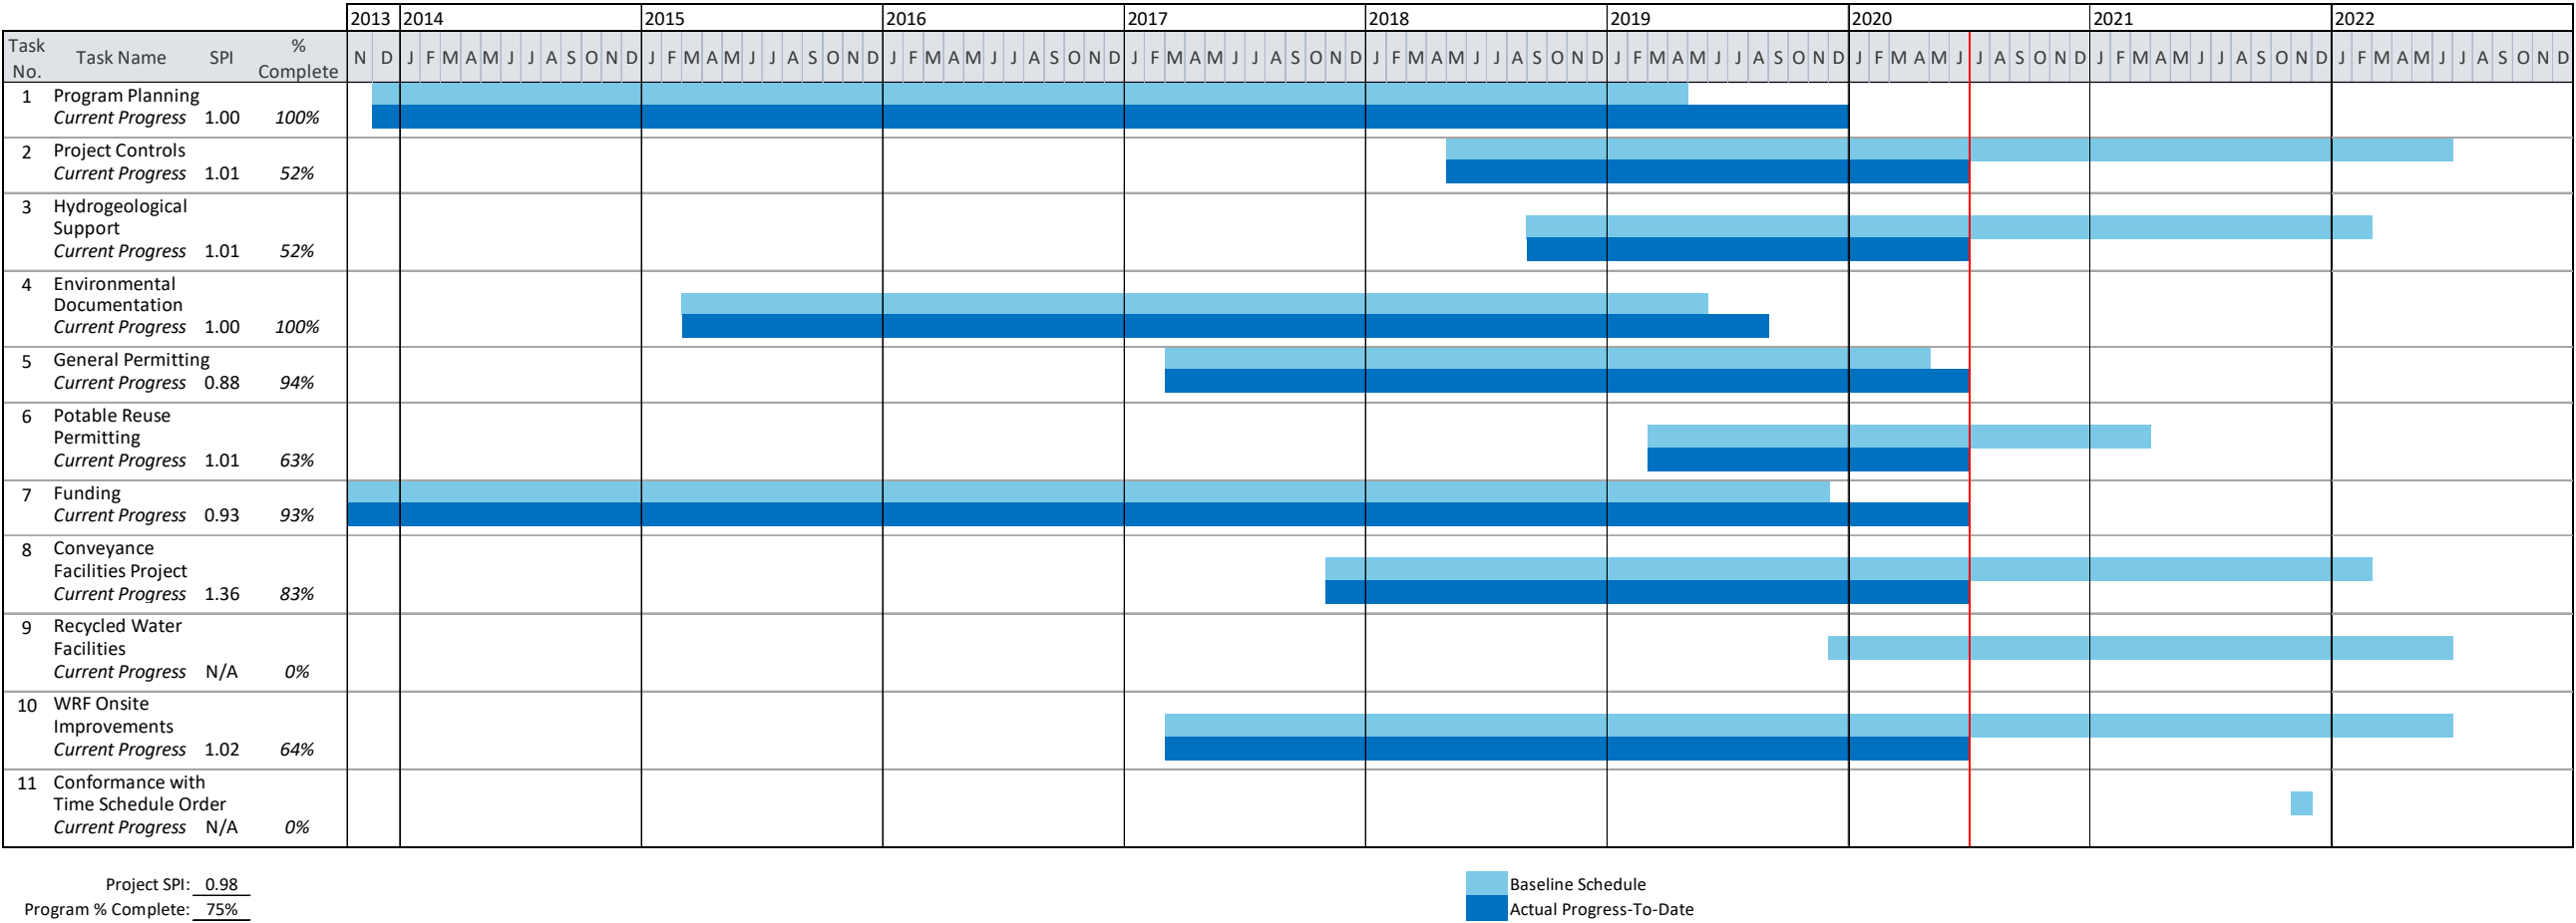 2013 2014 2015 2016 2017 2018 2019 2020 2021 2022
Task No. Task Name SPI % Complete N D J F M A M J J A S O N D J F M A M J J A S O N D J F M A M J J A S O N D J F M A M J J A S O N D J F M A M J J A S O N D J F M A M J J A S O N D J F M A M J J A S O N D J F M A M J J A S O N D J F M A M J J A S O N D
1 Program Planning
Current Progress 1.00 100%
2 Project Controls
Current Progress 1.01 52%
3 Hydrogeological
Support
Current Progress 1.01 52%
4 Environmental
Documentation
Current Progress 1.00 100%
5 General Permitting
Current Progress 0.88 94%
6 Potable Reuse
Permitting
Current Progress 1.01 63%
7 Funding
Current Progress 0.93 93%
8 Conveyance
Facilities Project
Current Progress 1.36 83%
9 Recycled Water
Facilities
Current Progress N/A 0%
10 WRF Onsite
Improvements
Current Progress 1.02 64%
11 Conformance with
Time Schedule Order
Current Progress N/A 0%
Project SPI: 0.98
Program % Complete: 75%
Baseline Schedule
Actual Progress-To-Date